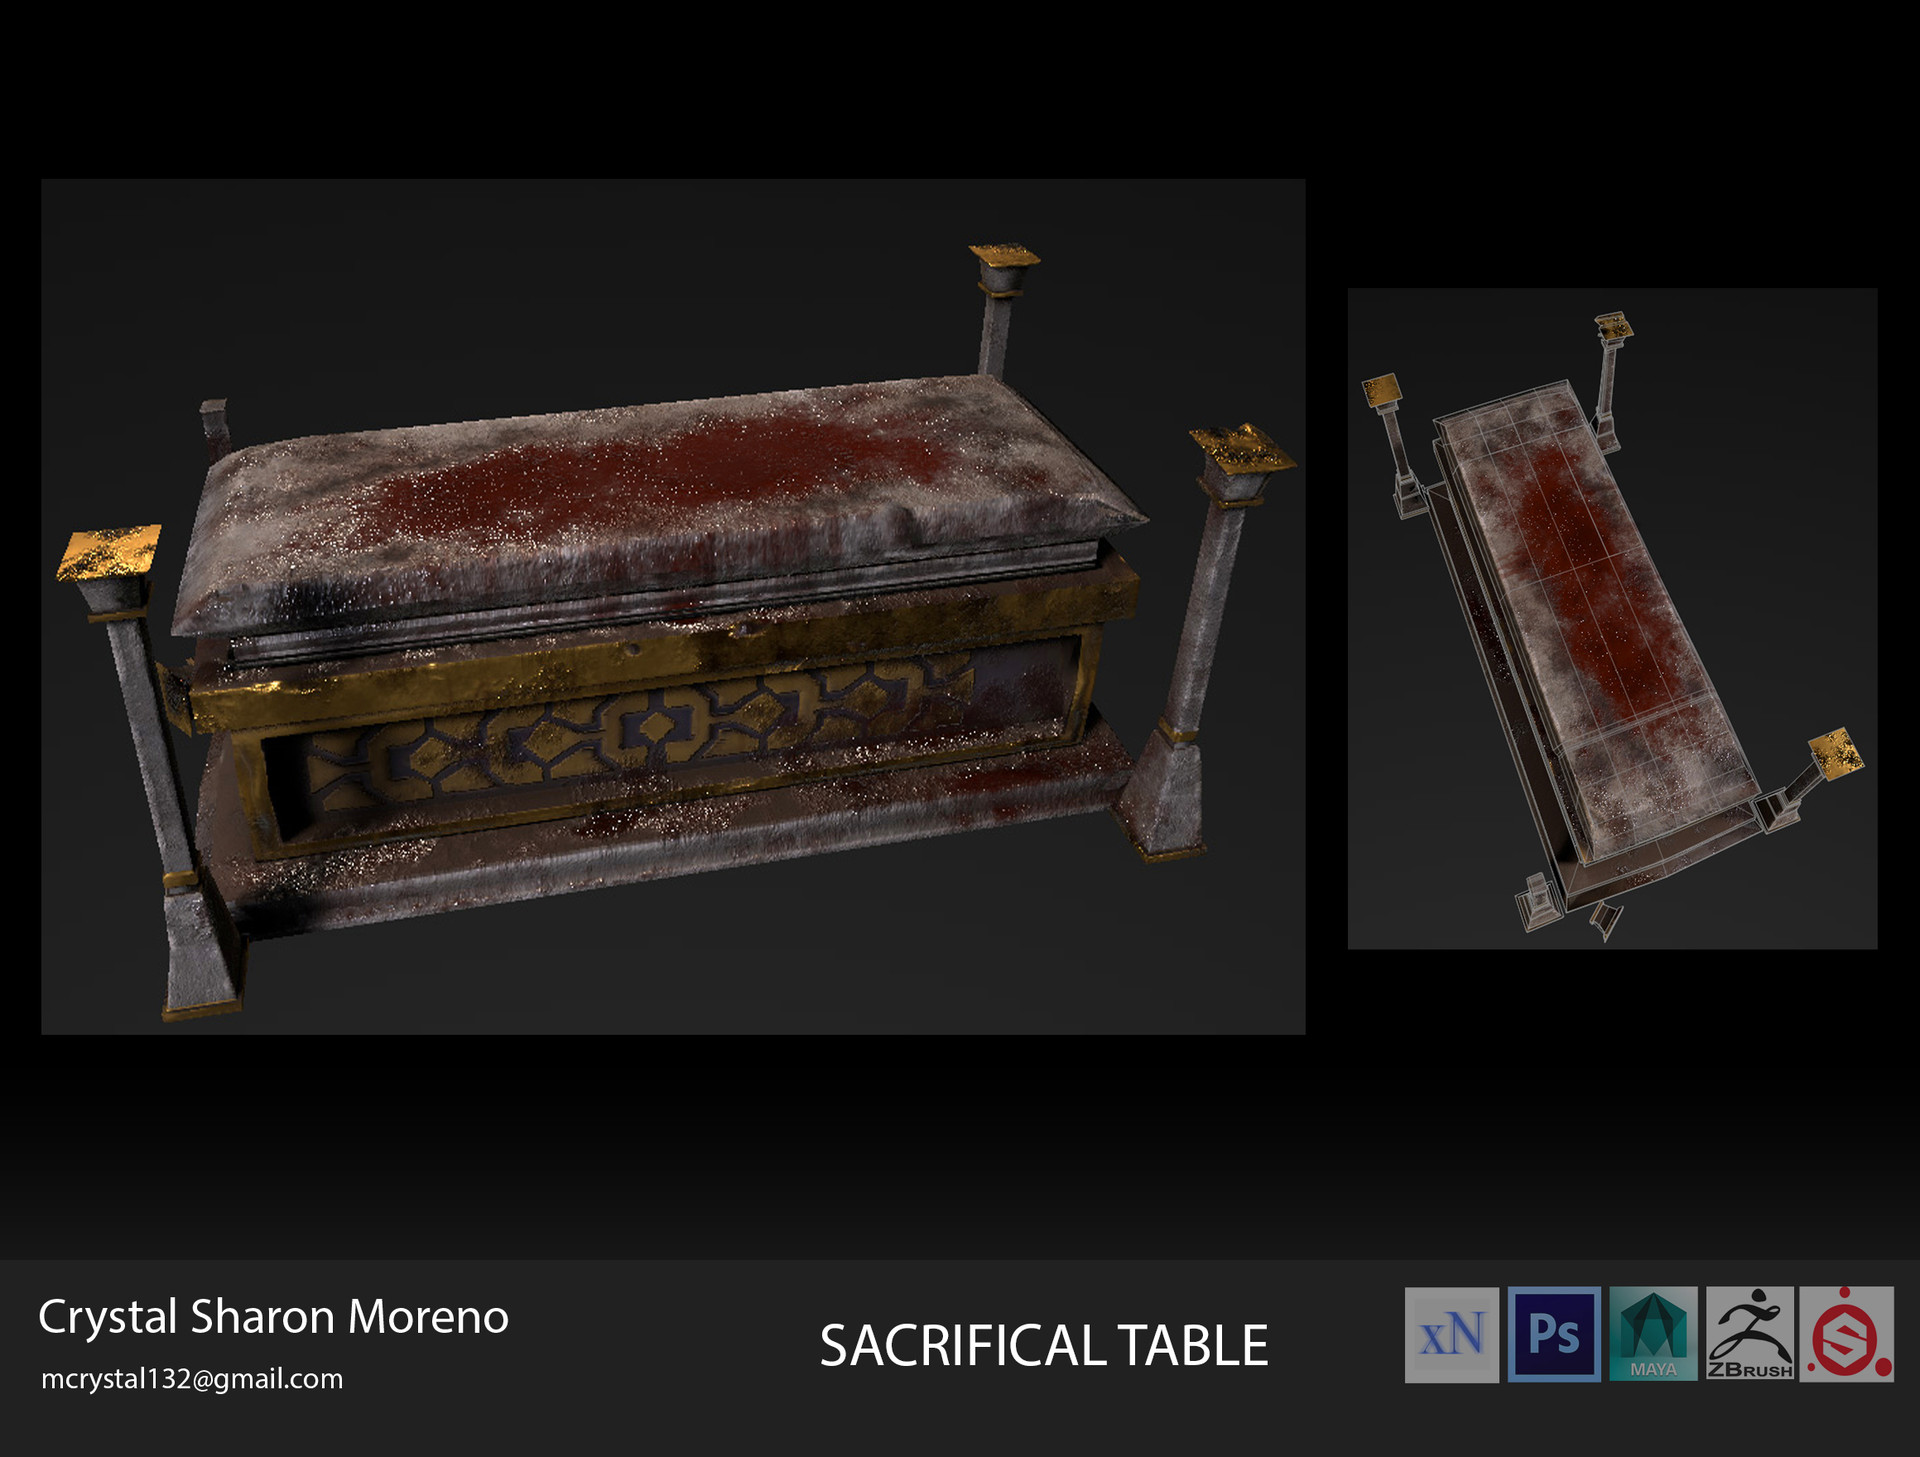 Crystal Sharon Moreno
mcrystal132@gmail.com
SACRIFICAL TABLE
xN
Ps
MAYA
ZBRUSH
S